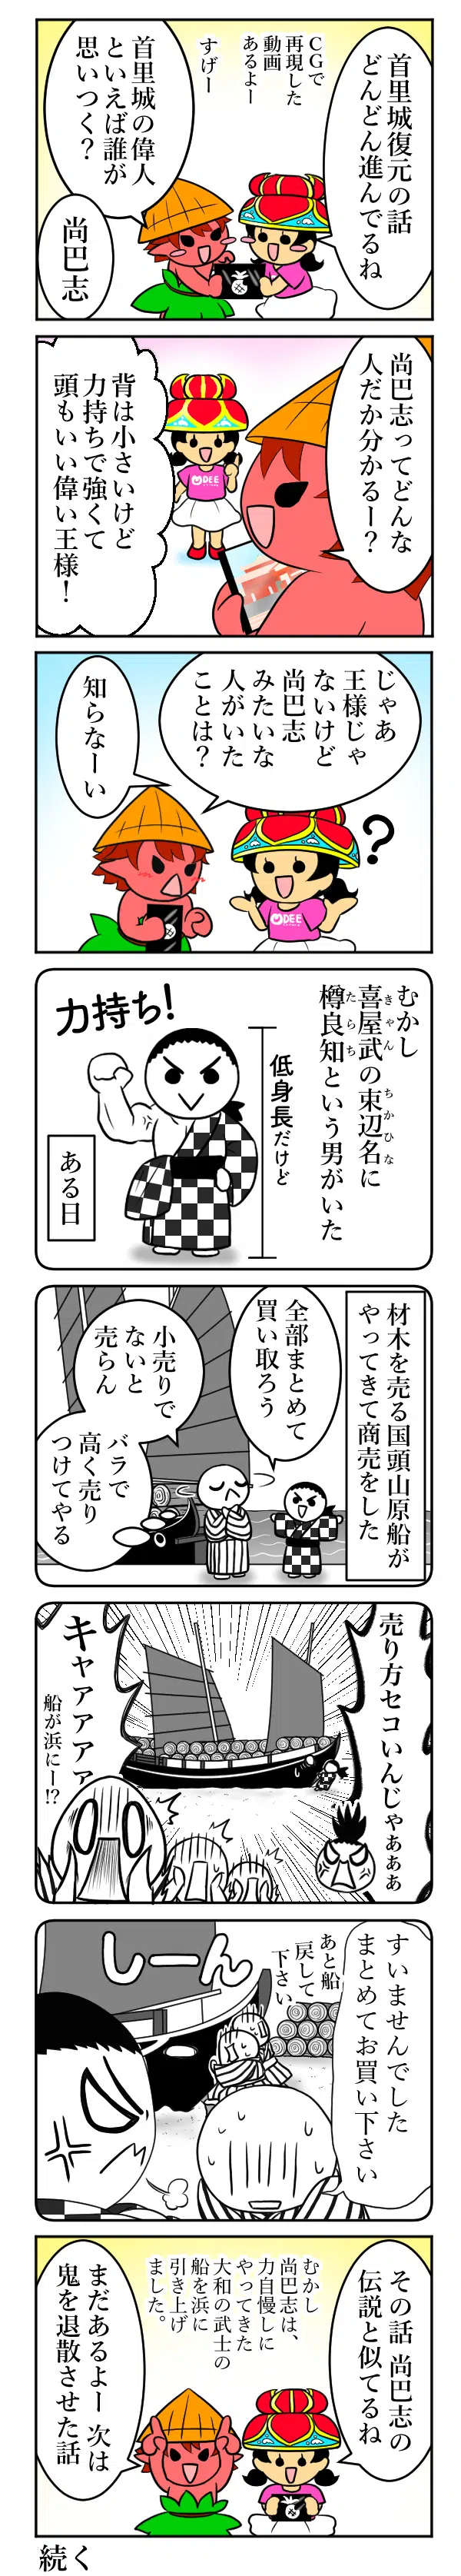 首里城復元の話
どんどん進んでるね
CGで
再現した
動画
あるよー
すげー
首里城の偉人
といえば誰が
思いつく？
尚巴志
尚巴志ってどんな
人だか分かるー？
DEE
背は小さいけど
力持ちで強くて
頭もいい偉い王様！
じゃあ
王様じゃ
ないけど
尚巴志
みたいな
人がいた
ことは？
知らなーい
？
DEE
むかし
喜屋武の東辺名に
きゃん
ちかひな
樽良知という男がいた
たらち
低身長だけど
力持ち！
ある日
材木を売る国頭山原船が
やってきて商売をした
全部まとめて
買い取ろう
小売りで
ないと
売らん
バラで
高く売り
つけてやる
売り方セコいんじゃぁぁぁ
キャアアアア
船が浜にー!?
すいませんでした
まとめてお買い下さい
あと船
戻して
下さい
しーん
その話 尚巴志の
伝説と似てるね
むかし
尚巴志は、
力自慢しに
やってきた
大和の武士の
船を浜に
引き上げ
ました。
まだあるよー 次は
鬼を退散させた話
続く